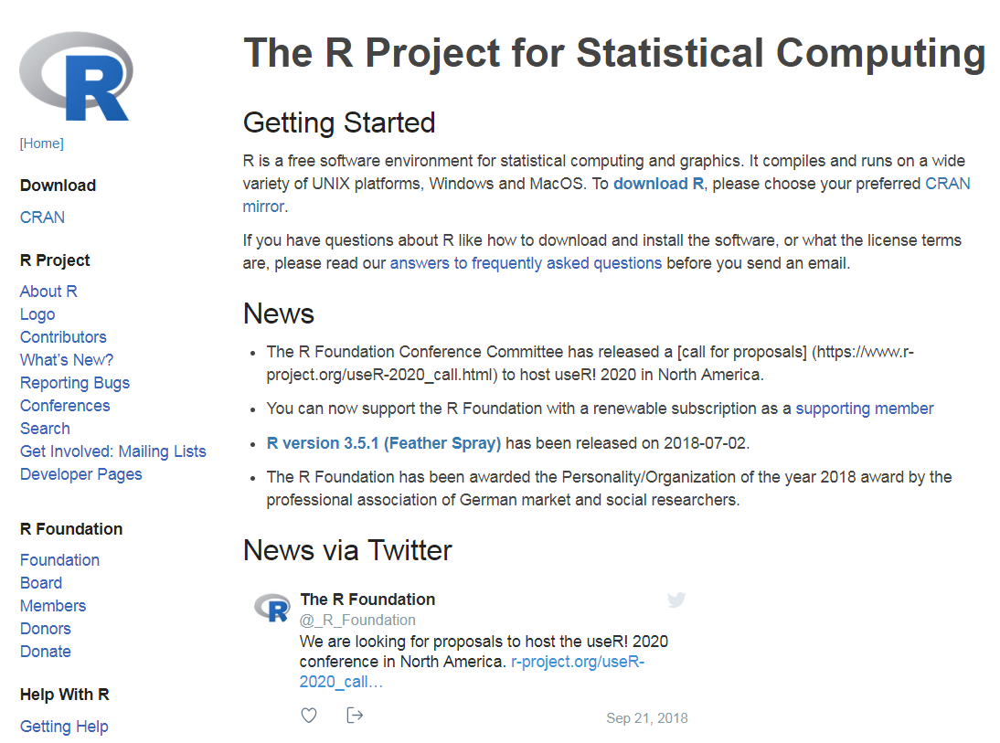 R
[Home]
Download
CRAN
R Project
About R
Logo
Contributors
What's New?
Reporting Bugs
Conferences
Search
Get Involved: Mailing Lists
Developer Pages
R Foundation
Foundation
Board
Members
Donors
Donate
Help With R
Getting Help
The R Project for Statistical Computing
Getting Started
R is a free software environment for statistical computing and graphics. It compiles and runs on a wide
variety of UNIX platforms, Windows and MacOS. To download R, please choose your preferred CRAN
mirror.
If you have questions about R like how to download and install the software, or what the license terms
are, please read our answers to frequently asked questions before you send an email.
News
• The R Foundation Conference Committee has released a [call for proposals] (https://www.r-
project.org/useR-2020_call.html) to host useR! 2020 in North America.
• You can now support the R Foundation with a renewable subscription as a supporting member
• R version 3.5.1 (Feather Spray) has been released on 2018-07-02.
• The R Foundation has been awarded the Personality/Organization of the year 2018 award by the
professional association of German market and social researchers.
News via Twitter
R
The R Foundation
@_R_Foundation
We are looking for proposals to host the useR! 2020
conference in North America. r-project.org/useR-
2020_call…
Sep 21, 2018